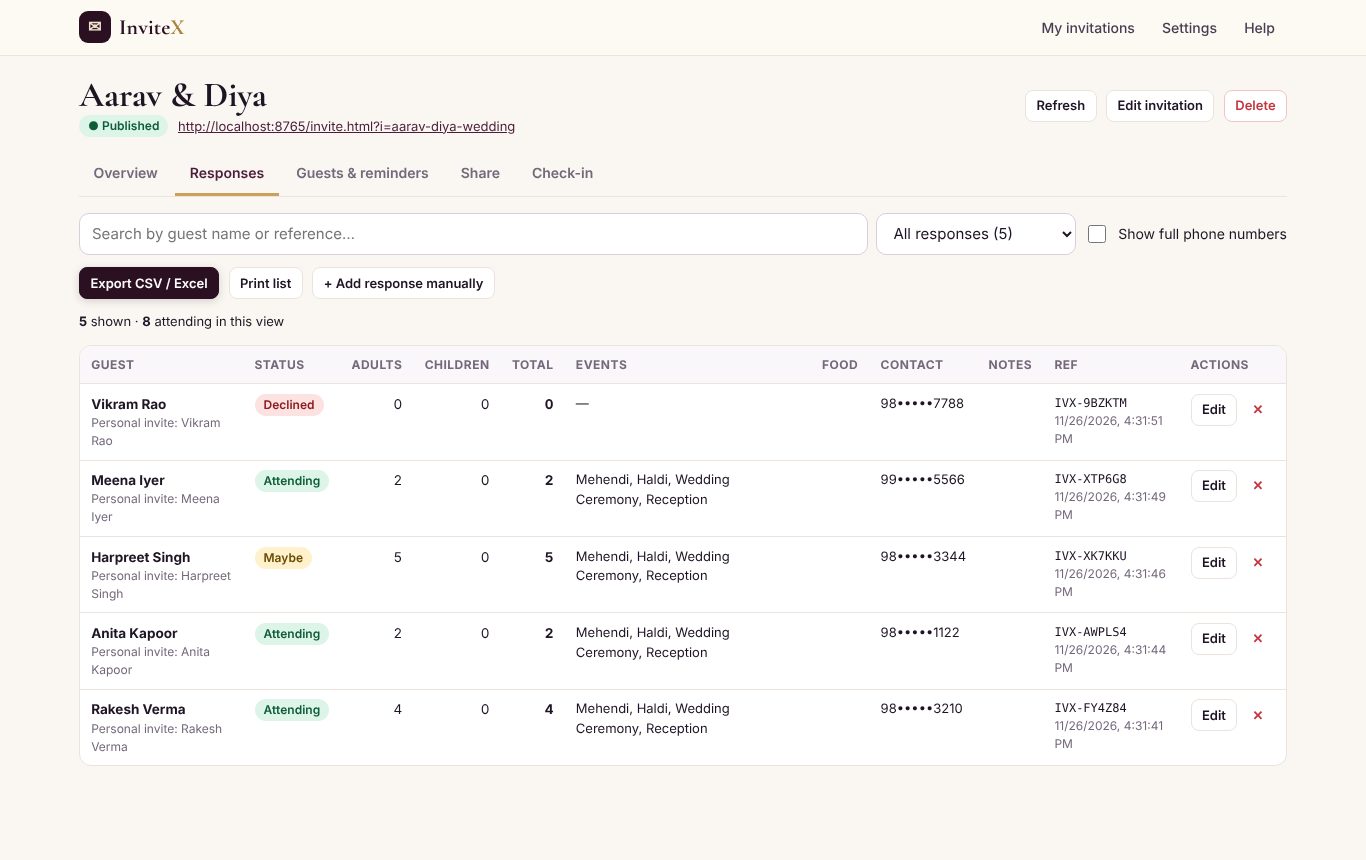 ✉ InviteX My invitations Settings Help
Aarav & Diya
Refresh Edit invitation Delete
Published http://localhost:8765/invite.html?i=aarav-diya-wedding
Overview Responses Guests & reminders Share Check-in
Search by guest name or reference... All responses (5) Show full phone numbers
Export CSV / Excel Print list + Add response manually
5 shown · 8 attending in this view
GUEST STATUS ADULTS CHILDREN TOTAL EVENTS FOOD CONTACT NOTES REF ACTIONS
Vikram Rao Declined 0 0 0 — 98•••••7788 IVX-9BZKTM Edit ✕
Personal invite: Vikram 11/26/2026, 4:31:51
Rao PM
Meena Iyer Attending 2 0 2 Mehendi, Haldi, Wedding 99•••••5566 IVX-XTP6G8 Edit ✕
Personal invite: Meena Ceremony, Reception 11/26/2026, 4:31:49
Iyer PM
Harpreet Singh Maybe 5 0 5 Mehendi, Haldi, Wedding 98•••••3344 IVX-XK7KKU Edit ✕
Personal invite: Harpreet Ceremony, Reception 11/26/2026, 4:31:46
Singh PM
Anita Kapoor Attending 2 0 2 Mehendi, Haldi, Wedding 98•••••1122 IVX-AWPLS4 Edit ✕
Personal invite: Anita Ceremony, Reception 11/26/2026, 4:31:44
Kapoor PM
Rakesh Verma Attending 4 0 4 Mehendi, Haldi, Wedding 98•••••3210 IVX-FY4Z84 Edit ✕
Personal invite: Rakesh Ceremony, Reception 11/26/2026, 4:31:41
Verma PM